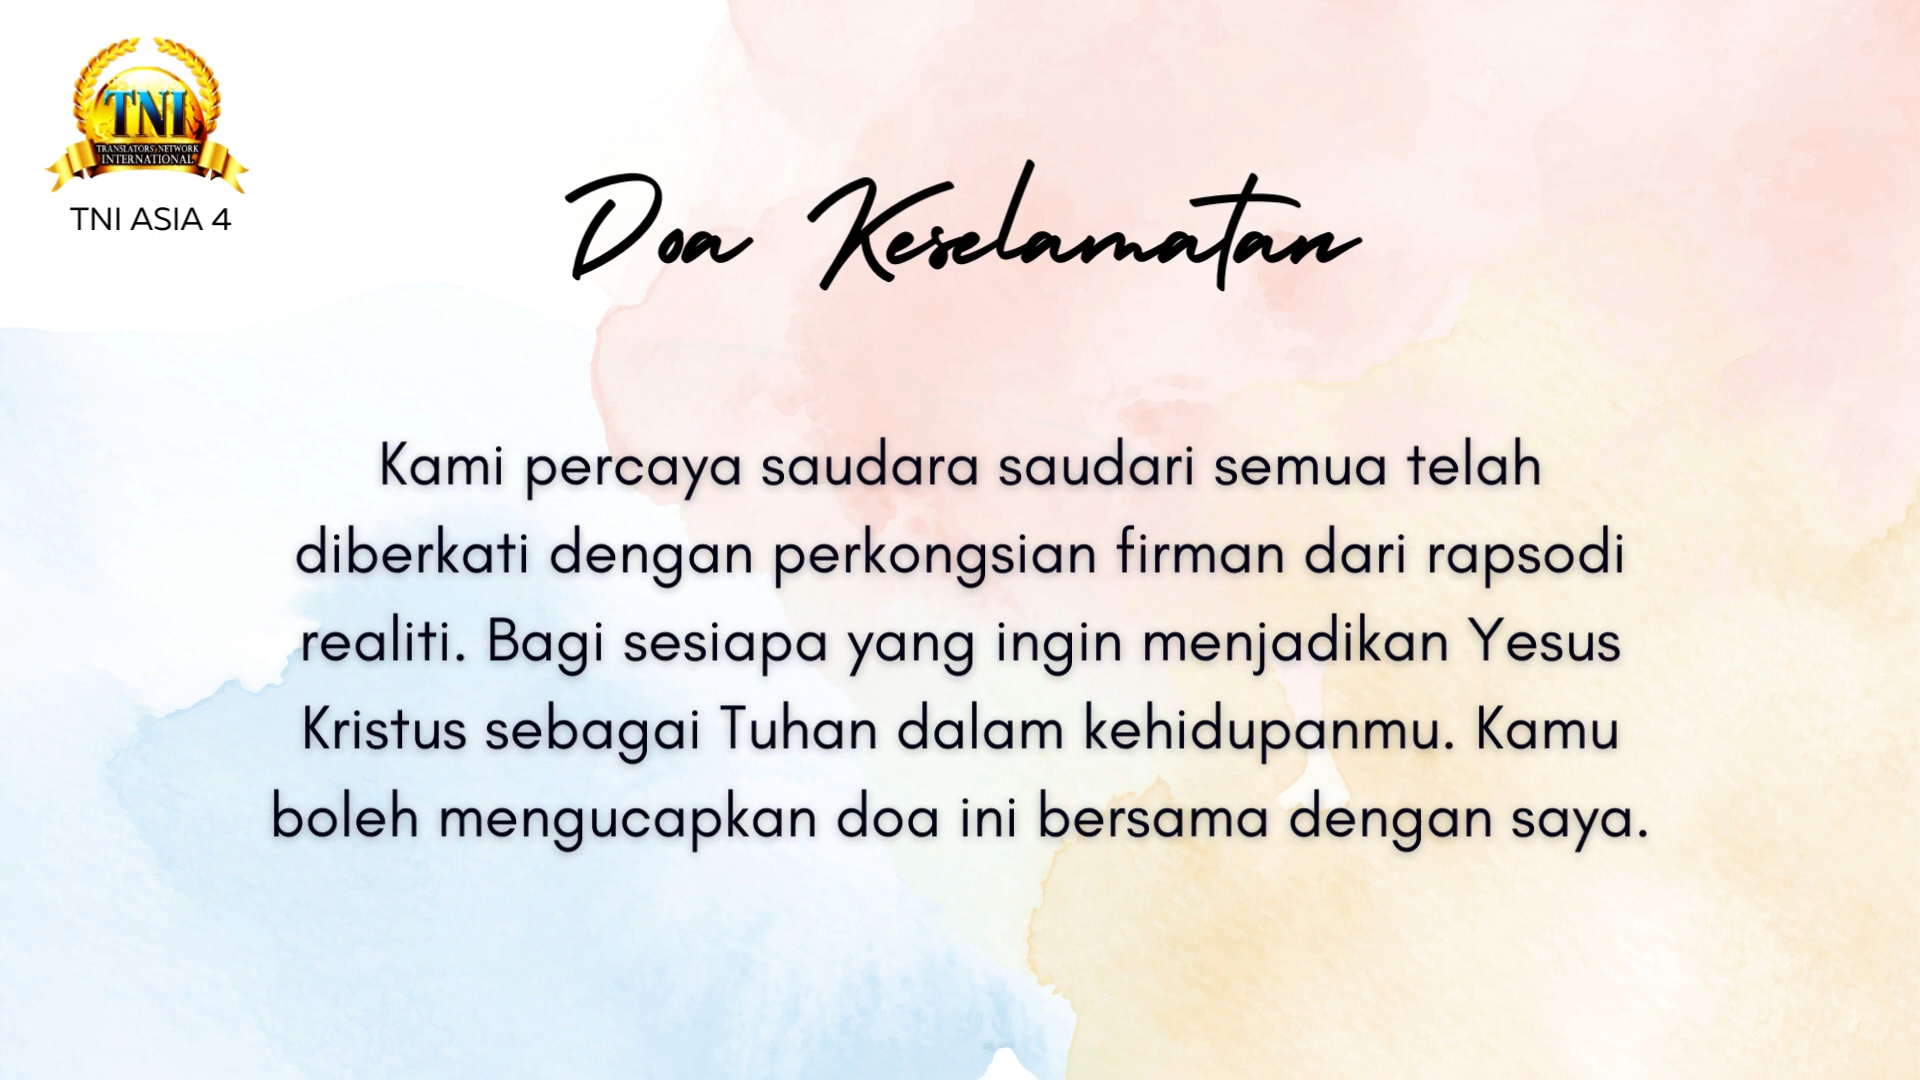 TNI
TRANSLATORS' NETWORK
INTERNATIONAL
TNI ASIA 4
Doa Keselamatan
Kami percaya saudara saudari semua telah
diberkati dengan perkongsian firman dari rapsodi
realiti. Bagi sesiapa yang ingin menjadikan Yesus
Kristus sebagai Tuhan dalam kehidupanmu. Kamu
boleh mengucapkan doa ini bersama dengan saya.